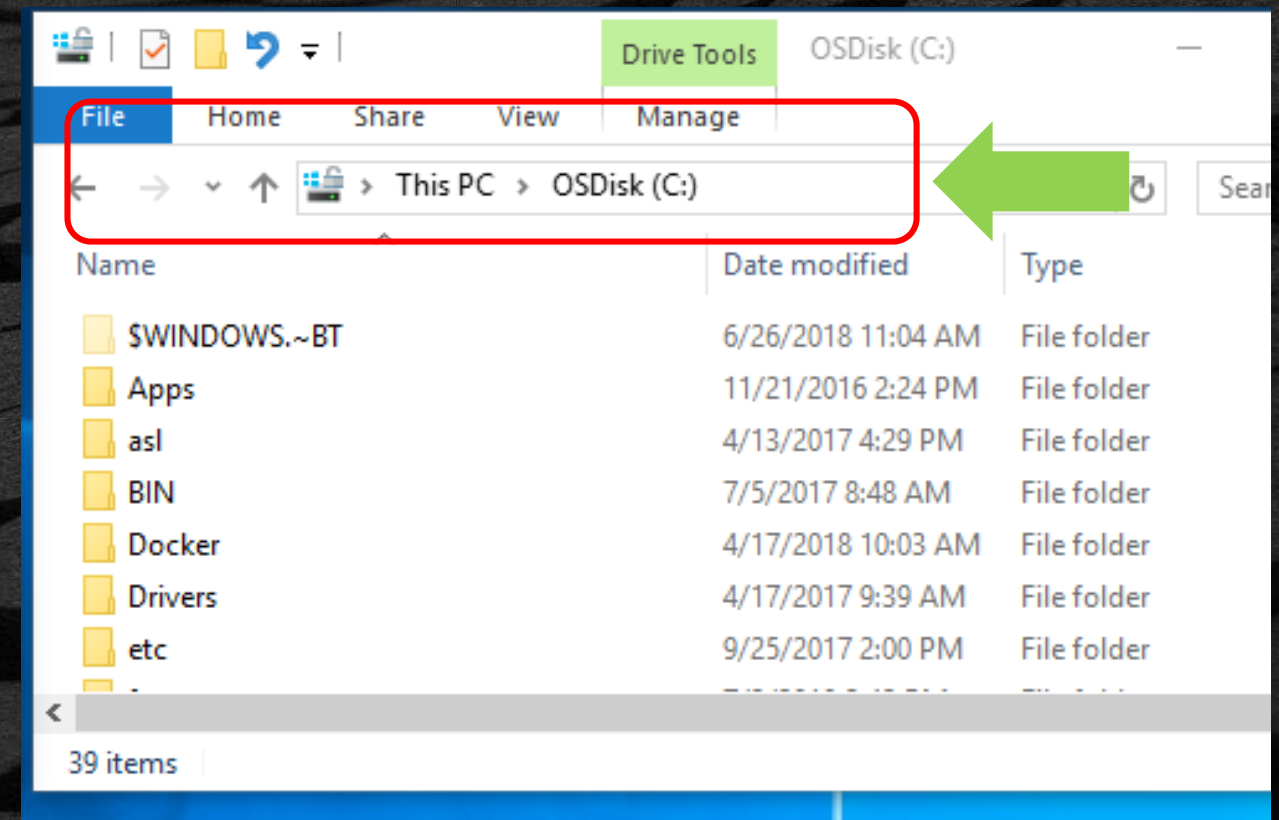 Drive Tools OSDisk (C:)
File Home Share View Manage
This PC > OSDisk (C:) Sear
Name Date modified Type
$WINDOWS.~BT 6/26/2018 11:04 AM File folder
Apps 11/21/2016 2:24 PM File folder
asl 4/13/2017 4:29 PM File folder
BIN 7/5/2017 8:48 AM File folder
Docker 4/17/2018 10:03 AM File folder
Drivers 4/17/2017 9:39 AM File folder
etc 9/25/2017 2:00 PM File folder
39 items